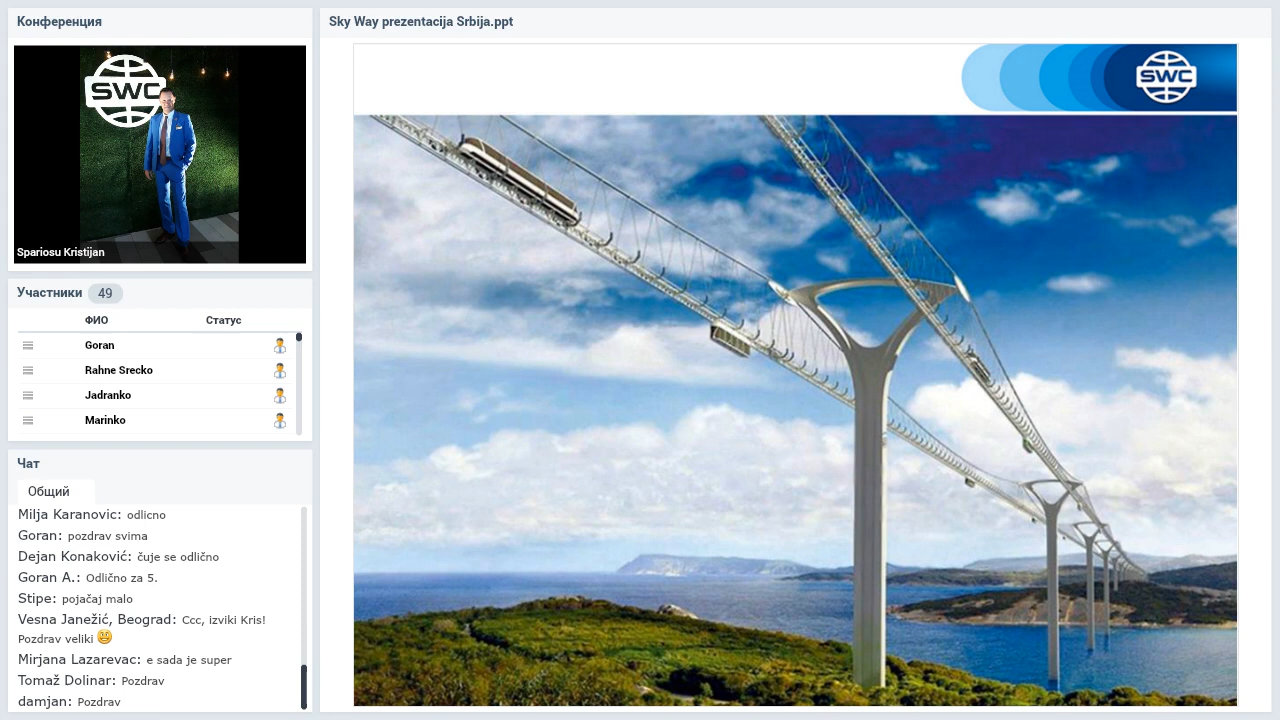 Конференция
SWC
Spariosu Kristijan
Участники 49
ФИО Статус
Goran
Rahne Srecko
Jadranko
Marinko
Чат
Общий
Milja Karanovic: odlicno
Goran: pozdrav svima
Dejan Konaković: čuje se odlično
Goran A.: Odlično za 5.
Stipe: pojačaj malo
Vesna Janežić, Beograd: Ccc, izviki Kris!
Pozdrav veliki
Mirjana Lazarevac: e sada je super
Tomaž Dolinar: Pozdrav
damjan: Pozdrav
Sky Way prezentacija Srbija.ppt
SWC